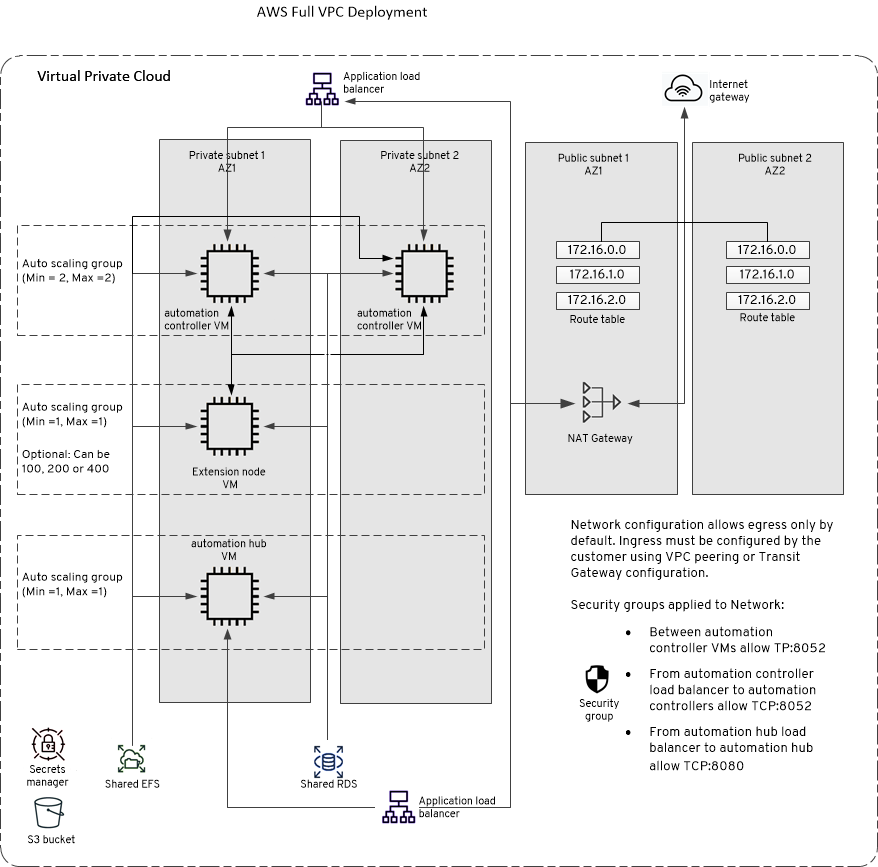 AWS Full VPC Deployment
Virtual Private Cloud
Application load
balancer
Internet
gateway
Private subnet 1
AZ1
Private subnet 2
AZ2
Public subnet 1
AZ1
Public subnet 2
AZ2
Auto scaling group
(Min = 2, Max =2)
automation
controller VM
automation
controller VM
172.16.0.0
172.16.1.0
172.16.2.0
Route table
172.16.0.0
172.16.1.0
172.16.2.0
Route table
Auto scaling group
(Min =1, Max =1)
Optional: Can be
100, 200 or 400
Extension node
VM
NAT Gateway
automation hub
VM
Auto scaling group
(Min =1, Max =1)
Network configuration allows egress only by
default. Ingress must be configured by the
customer using VPC peering or Transit
Gateway configuration.
Security groups applied to Network:
• Between automation
controller VMs allow TP:8052
• From automation controller
load balancer to automation
controllers allow TCP:8052
• From automation hub load
balancer to automation hub
allow TCP:8080
Security
group
Secrets
manager
Shared EFS
Shared RDS
Application load
balancer
S3 bucket